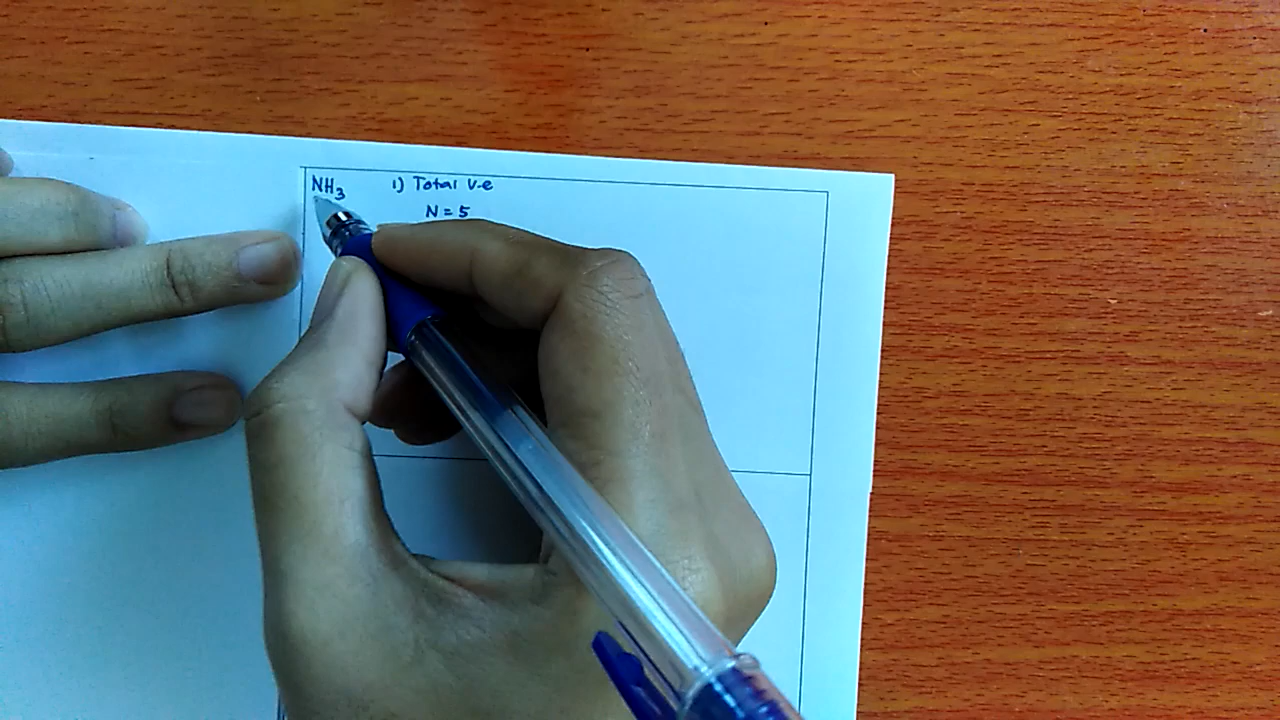 NH₃
1) Total v.e
N = 5